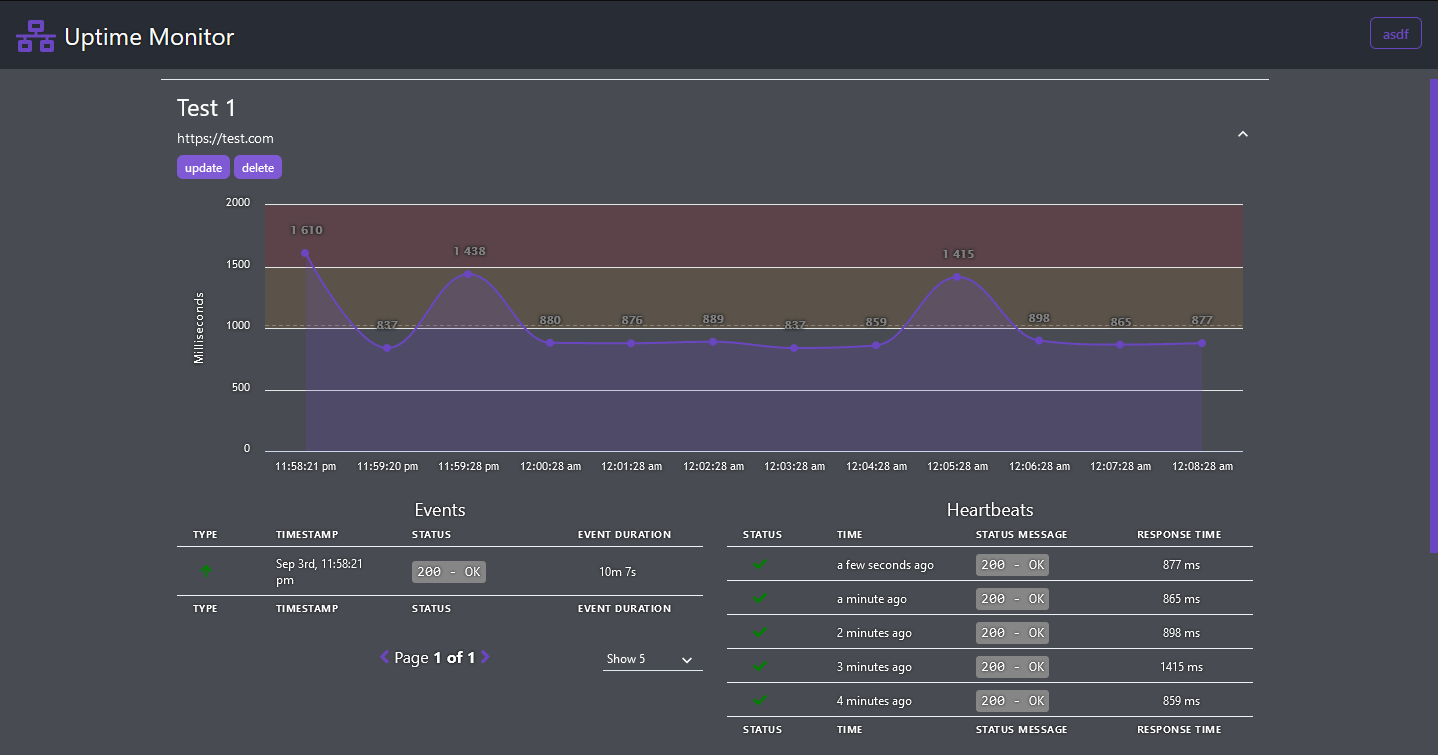 Uptime Monitor
asdf
Test 1
https://test.com
update delete
2000
1500
1000
500
0
Milliseconds
1 610 837 1 438 880 876 889 837 859 1 415 898 865 877
11:58:21 pm 11:59:20 pm 11:59:28 pm 12:00:28 am 12:01:28 am 12:02:28 am 12:03:28 am 12:04:28 am 12:05:28 am 12:06:28 am 12:07:28 am 12:08:28 am
Events
TYPE TIMESTAMP STATUS EVENT DURATION
Sep 3rd, 11:58:21
pm
200 - OK
10m 7s
TYPE TIMESTAMP STATUS EVENT DURATION
Page 1 of 1
Show 5
Heartbeats
STATUS TIME STATUS MESSAGE RESPONSE TIME
a few seconds ago 200 - OK 877 ms
a minute ago 200 - OK 865 ms
2 minutes ago 200 - OK 898 ms
3 minutes ago 200 - OK 1415 ms
4 minutes ago 200 - OK 859 ms
STATUS TIME STATUS MESSAGE RESPONSE TIME